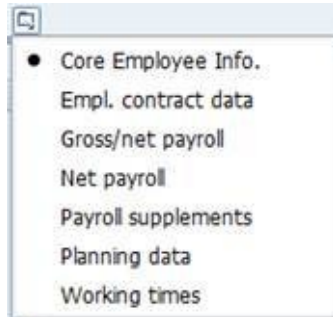 Core Employee Info.
Empl. contract data
Gross/net payroll
Net payroll
Payroll supplements
Planning data
Working times